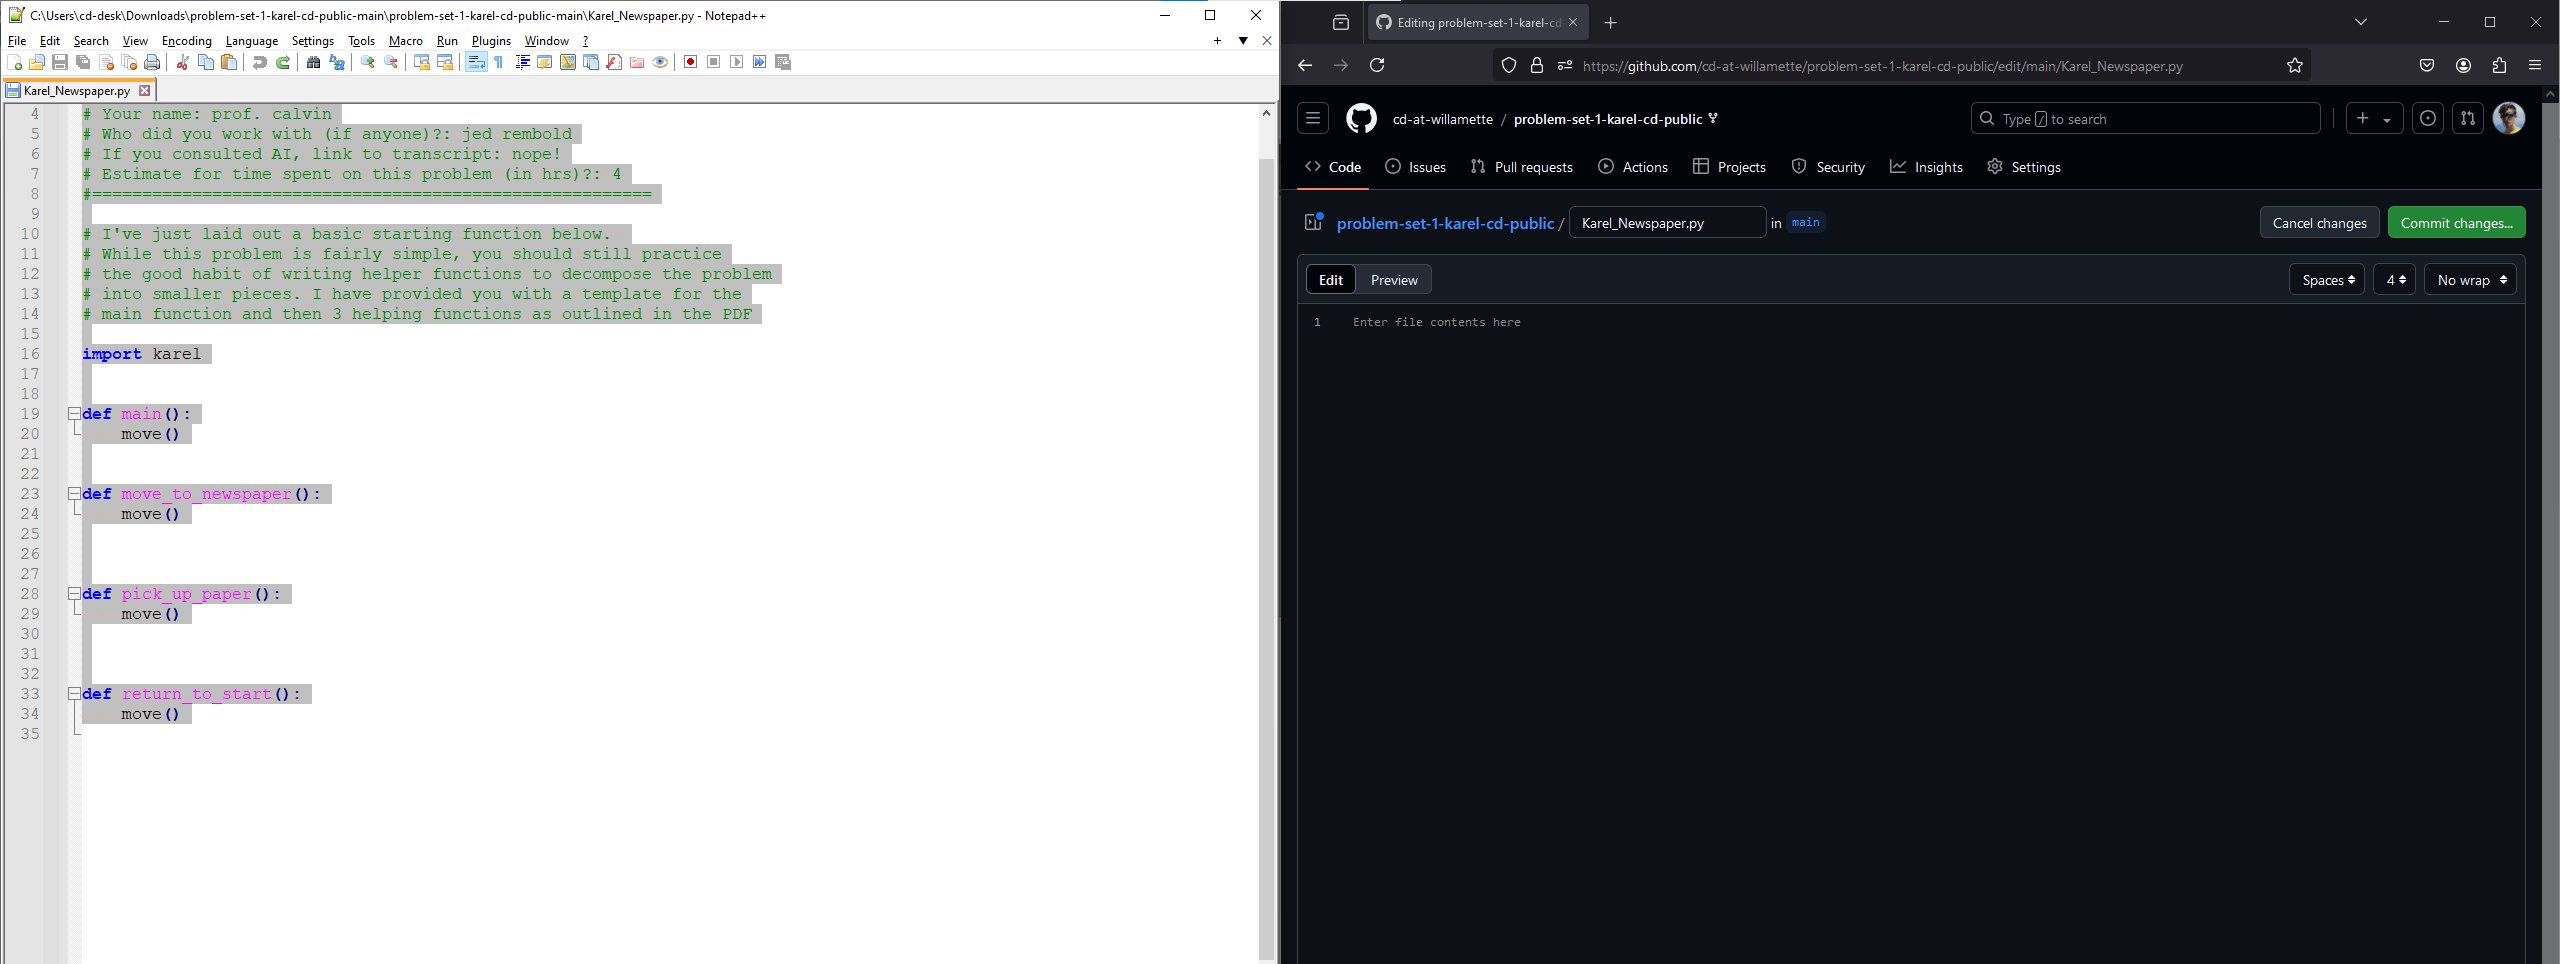 C:\Users\cd-desk\Downloads\problem-set-1-karel-cd-public-main\problem-set-1-karel-cd-public-main\Karel_Newspaper.py - Notepad++
File Edit Search View Encoding Language Settings Tools Macro Run Plugins Window ?
Karel_Newspaper.py
4 # Your name: prof. calvin
5 # Who did you work with (if anyone)?: jed rembold
6 # If you consulted AI, link to transcript: nope!
7 # Estimate for time spent on this problem (in hrs)?: 4
8 #========================================================
9
10 # I've just laid out a basic starting function below.
11 # While this problem is fairly simple, you should still practice
12 # the good habit of writing helper functions to decompose the problem
13 # into smaller pieces. I have provided you with a template for the
14 # main function and then 3 helping functions as outlined in the PDF
15
16 import karel
17
18
19 def main():
20     move()
21
22
23 def move_to_newspaper():
24     move()
25
26
27
28 def pick_up_paper():
29     move()
30
31
32
33 def return_to_start():
34     move()
35
Editing problem-set-1-karel-cd-
https://github.com/cd-at-willamette/problem-set-1-karel-cd-public/edit/main/Karel_Newspaper.py
cd-at-willamette / problem-set-1-karel-cd-public
Type / to search
Code Issues Pull requests Actions Projects Security Insights Settings
problem-set-1-karel-cd-public / Karel_Newspaper.py in main
Cancel changes Commit changes...
Edit Preview
Spaces 4 No wrap
1 Enter file contents here